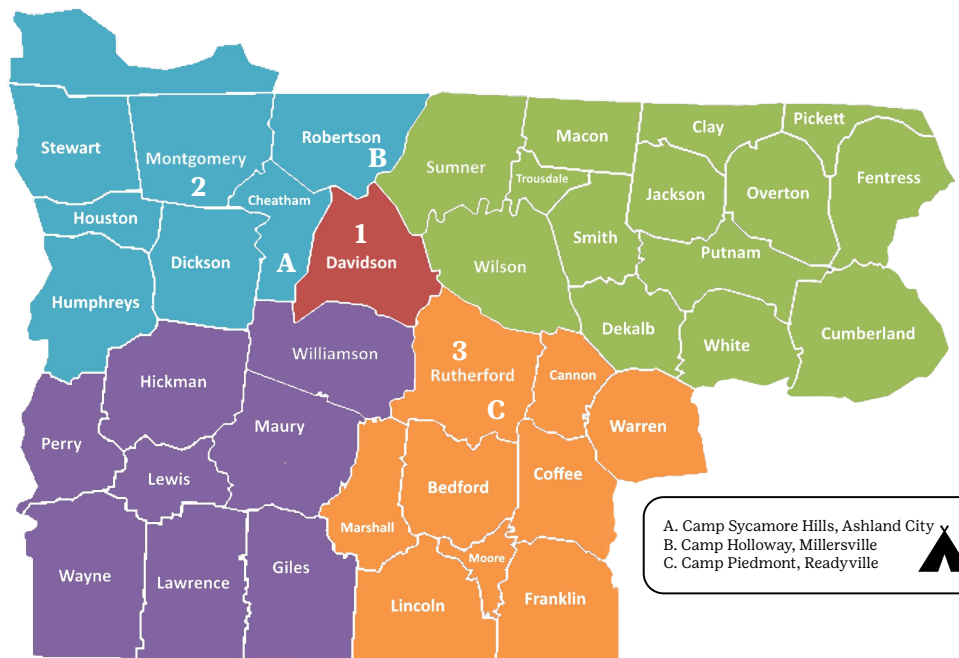 Stewart
Montgomery
2
Robertson
B
Cheatham
Houston
Dickson
A
Humphreys
1
Davidson
Sumner
Macon
Trousdale
Clay
Pickett
Jackson
Overton
Fentress
Smith
Wilson
Putnam
Dekalb
White
Cumberland
Williamson
Hickman
Maury
Perry
Lewis
Wayne
Lawrence
Giles
3
Rutherford
C
Cannon
Warren
Bedford
Coffee
Marshall
Moore
Lincoln
Franklin
A. Camp Sycamore Hills, Ashland City
B. Camp Holloway, Millersville
C. Camp Piedmont, Readyville